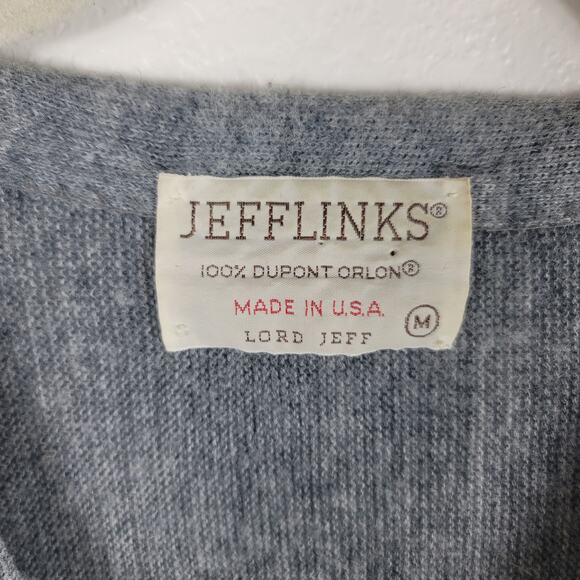 JEFFLINKS®
100% DUPONT ORLON®
MADE IN U.S.A.
M
LORD JEFF